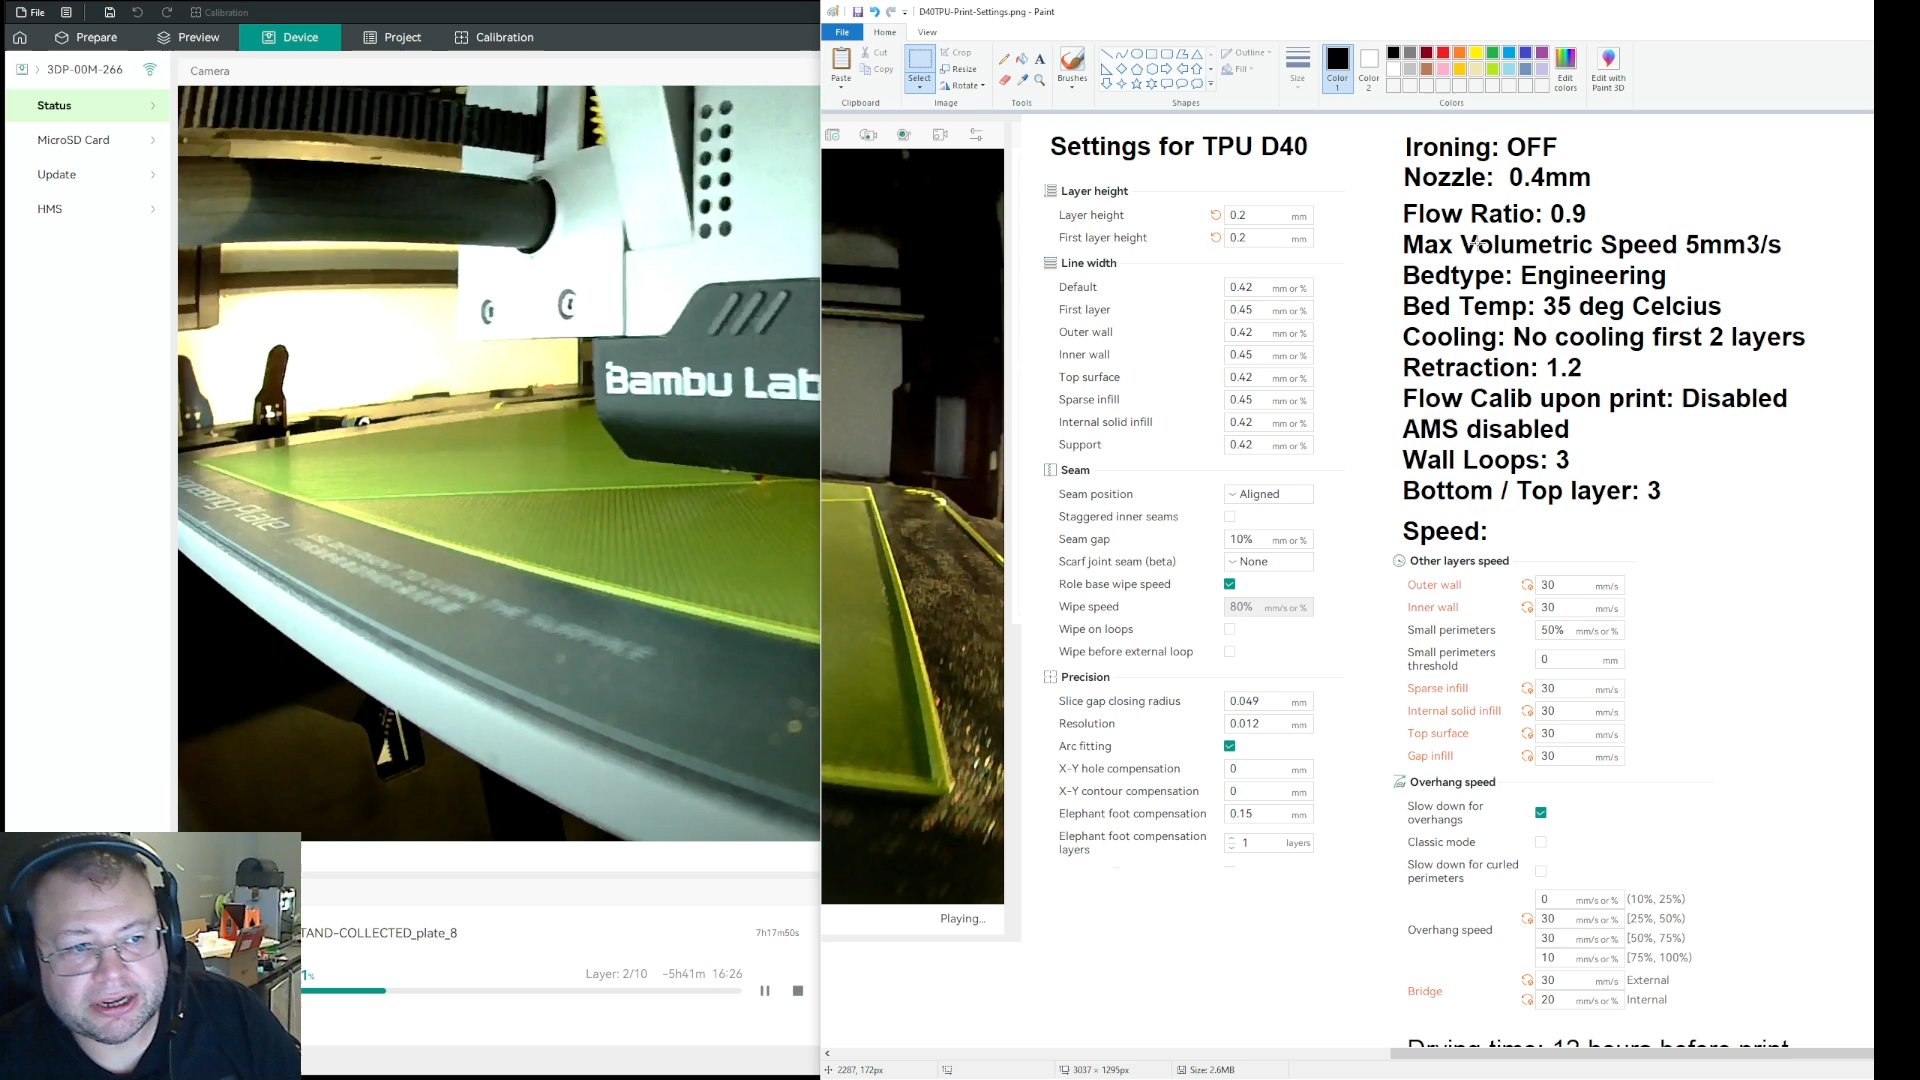 File
Calibration
Prepare
Preview
Device
Project
Calibration
3DP-00M-266
Status
MicroSD Card
Update
HMS
Camera
Bambu Lab
TAND-COLLECTED_plate_8
7h17m50s
1%
Layer: 2/10
-5h41m 16:26
D40TPU-Print-Settings.png - Paint
File
Home
View
Paste
Cut
Copy
Clipboard
Select
Crop
Resize
Rotate
Image
Tools
Brushes
Outline
Fill
Shapes
Size
Color
1
Color
2
Edit
colors
Edit with
Paint 3D
Colors
Playing...
Settings for TPU D40
Layer height
Layer height 0.2 mm
First layer height 0.2 mm
Line width
Default 0.42 mm or %
First layer 0.45 mm or %
Outer wall 0.42 mm or %
Inner wall 0.45 mm or %
Top surface 0.42 mm or %
Sparse infill 0.45 mm or %
Internal solid infill 0.42 mm or %
Support 0.42 mm or %
Seam
Seam position Aligned
Staggered inner seams
Seam gap 10% mm or %
Scarf joint seam (beta) None
Role base wipe speed
Wipe speed 80% mm/s or %
Wipe on loops
Wipe before external loop
Precision
Slice gap closing radius 0.049 mm
Resolution 0.012 mm
Arc fitting
X-Y hole compensation 0 mm
X-Y contour compensation 0 mm
Elephant foot compensation 0.15 mm
Elephant foot compensation
layers 1 layers
Ironing: OFF
Nozzle: 0.4mm
Flow Ratio: 0.9
Max Volumetric Speed 5mm3/s
Bedtype: Engineering
Bed Temp: 35 deg Celcius
Cooling: No cooling first 2 layers
Retraction: 1.2
Flow Calib upon print: Disabled
AMS disabled
Wall Loops: 3
Bottom / Top layer: 3
Speed:
Other layers speed
Outer wall 30 mm/s
Inner wall 30 mm/s
Small perimeters 50% mm/s or %
Small perimeters
threshold 0 mm
Sparse infill 30 mm/s
Internal solid infill 30 mm/s
Top surface 30 mm/s
Gap infill 30 mm/s
Overhang speed
Slow down for
overhangs
Classic mode
Slow down for curled
perimeters
Overhang speed
0 mm/s or % (10%, 25%)
30 mm/s or % [25%, 50%)
30 mm/s or % [50%, 75%)
10 mm/s or % [75%, 100%)
Bridge
30 mm/s External
20 mm/s or % Internal
Drying time: 12 hours before print
2287, 172px
3037 × 1295px
Size: 2.6MB